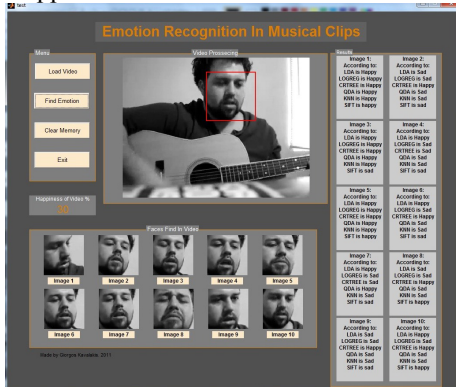 test
Emotion Recognition In Musical Clips
Menu
Load Video
Find Emotion
Clear Memory
Exit
Happiness of Video %
Video Processing
Faces Find In Video
Image 1
Image 2
Image 3
Image 4
Image 5
Image 6
Image 7
Image 8
Image 9
Image 10
Results
Image 1:
According to:
LDA is Happy
LOGREG is Happy
CRTREE is Happy
QDA is Happy
KNN is Happy
SIFT is happy
Image 2:
According to:
LDA is Sad
LOGREG is Sad
CRTREE is Happy
QDA is Sad
KNN is Sad
SIFT is sad
Image 3:
According to:
LDA is Happy
LOGREG is Happy
CRTREE is Happy
QDA is Happy
KNN is Happy
SIFT is sad
Image 4:
According to:
LDA is Sad
LOGREG is Sad
CRTREE is Sad
QDA is Sad
KNN is Sad
SIFT is sad
Image 5:
According to:
LDA is Happy
LOGREG is Happy
CRTREE is Happy
QDA is Happy
KNN is Happy
SIFT is happy
Image 6:
According to:
LDA is Sad
LOGREG is Sad
CRTREE is Sad
QDA is Sad
KNN is Sad
SIFT is sad
Image 7:
According to:
LDA is Happy
LOGREG is Happy
CRTREE is Sad
QDA is Sad
KNN is Sad
SIFT is sad
Image 8:
According to:
LDA is Sad
LOGREG is Sad
CRTREE is Happy
QDA is Sad
KNN is Sad
SIFT is happy
Image 9:
According to:
LDA is Happy
LOGREG is Sad
CRTREE is Happy
QDA is Sad
KNN is Sad
SIFT is sad
Image 10:
According to:
LDA is Happy
LOGREG is Happy
CRTREE is Happy
QDA is Sad
KNN is Sad
SIFT is sad